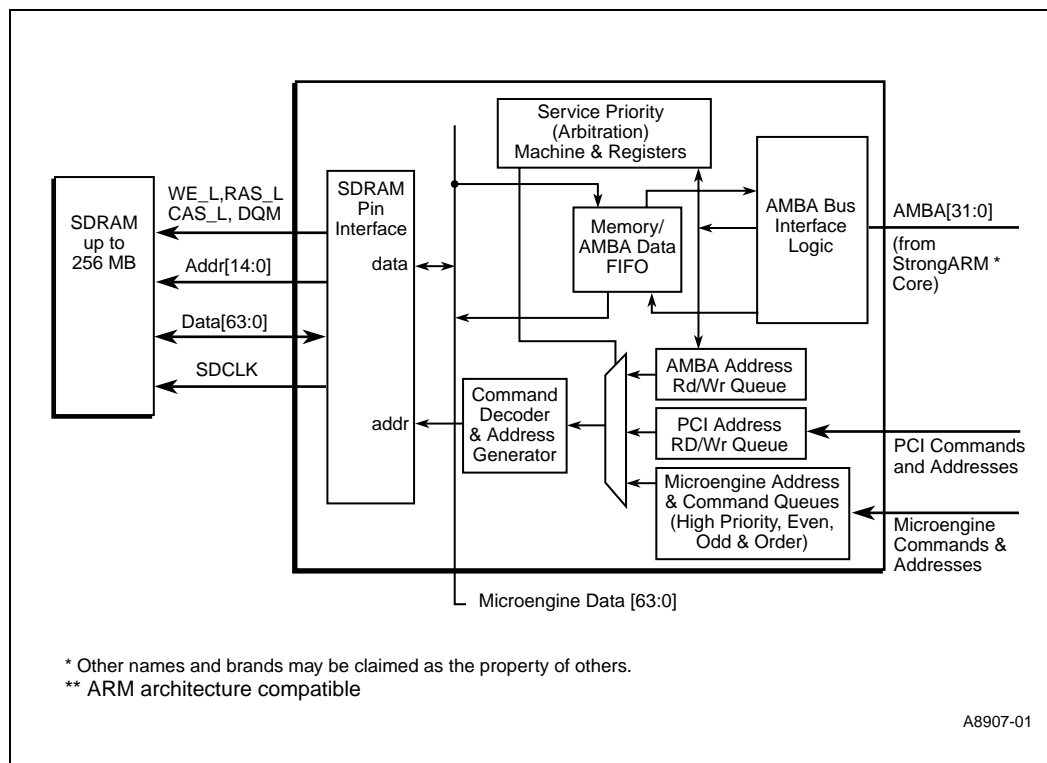 Service Priority
(Arbitration)
Machine & Registers
SDRAM
up to
256 MB
WE_L,RAS_L
CAS_L, DQM
Addr[14:0]
Data[63:0]
SDCLK
SDRAM
Pin
Interface
data
addr
Memory/
AMBA Data
FIFO
AMBA Bus
Interface
Logic
AMBA[31:0]
(from
StrongARM *
Core)
Command
Decoder
& Address
Generator
AMBA Address
Rd/Wr Queue
PCI Address
RD/Wr Queue
PCI Commands
and Addresses
Microengine Address
& Command Queues
(High Priority, Even,
Odd & Order)
Microengine
Commands &
Addresses
Microengine Data [63:0]
* Other names and brands may be claimed as the property of others.
** ARM architecture compatible
A8907-01